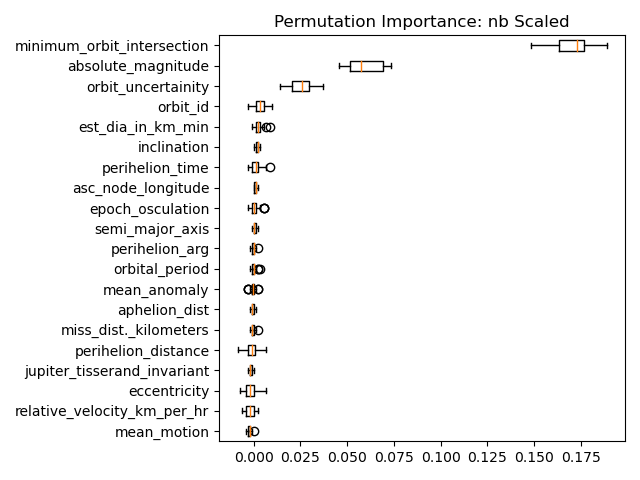 Permutation Importance: nb Scaled
minimum_orbit_intersection
absolute_magnitude
orbit_uncertainity
orbit_id
est_dia_in_km_min
inclination
perihelion_time
asc_node_longitude
epoch_osculation
semi_major_axis
perihelion_arg
orbital_period
mean_anomaly
aphelion_dist
miss_dist._kilometers
perihelion_distance
jupiter_tisserand_invariant
eccentricity
relative_velocity_km_per_hr
mean_motion
0.000 0.025 0.050 0.075 0.100 0.125 0.150 0.175